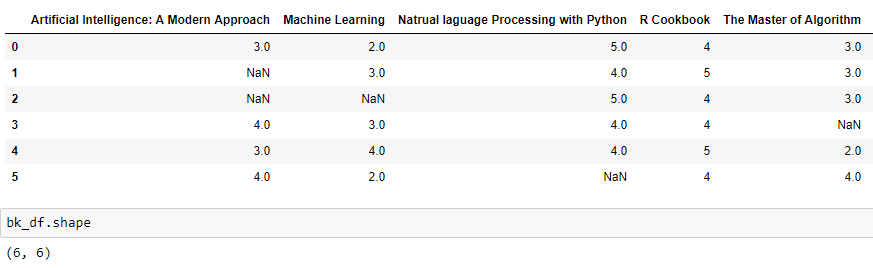 Artificial Intelligence: A Modern Approach Machine Learning Natrual laguage Processing with Python R Cookbook The Master of Algorithm
0 3.0 2.0 5.0 4 3.0
1 NaN 3.0 4.0 5 3.0
2 NaN NaN 5.0 4 3.0
3 4.0 3.0 4.0 4 NaN
4 3.0 4.0 4.0 5 2.0
5 4.0 2.0 NaN 4 4.0
bk_df.shape
(6, 6)